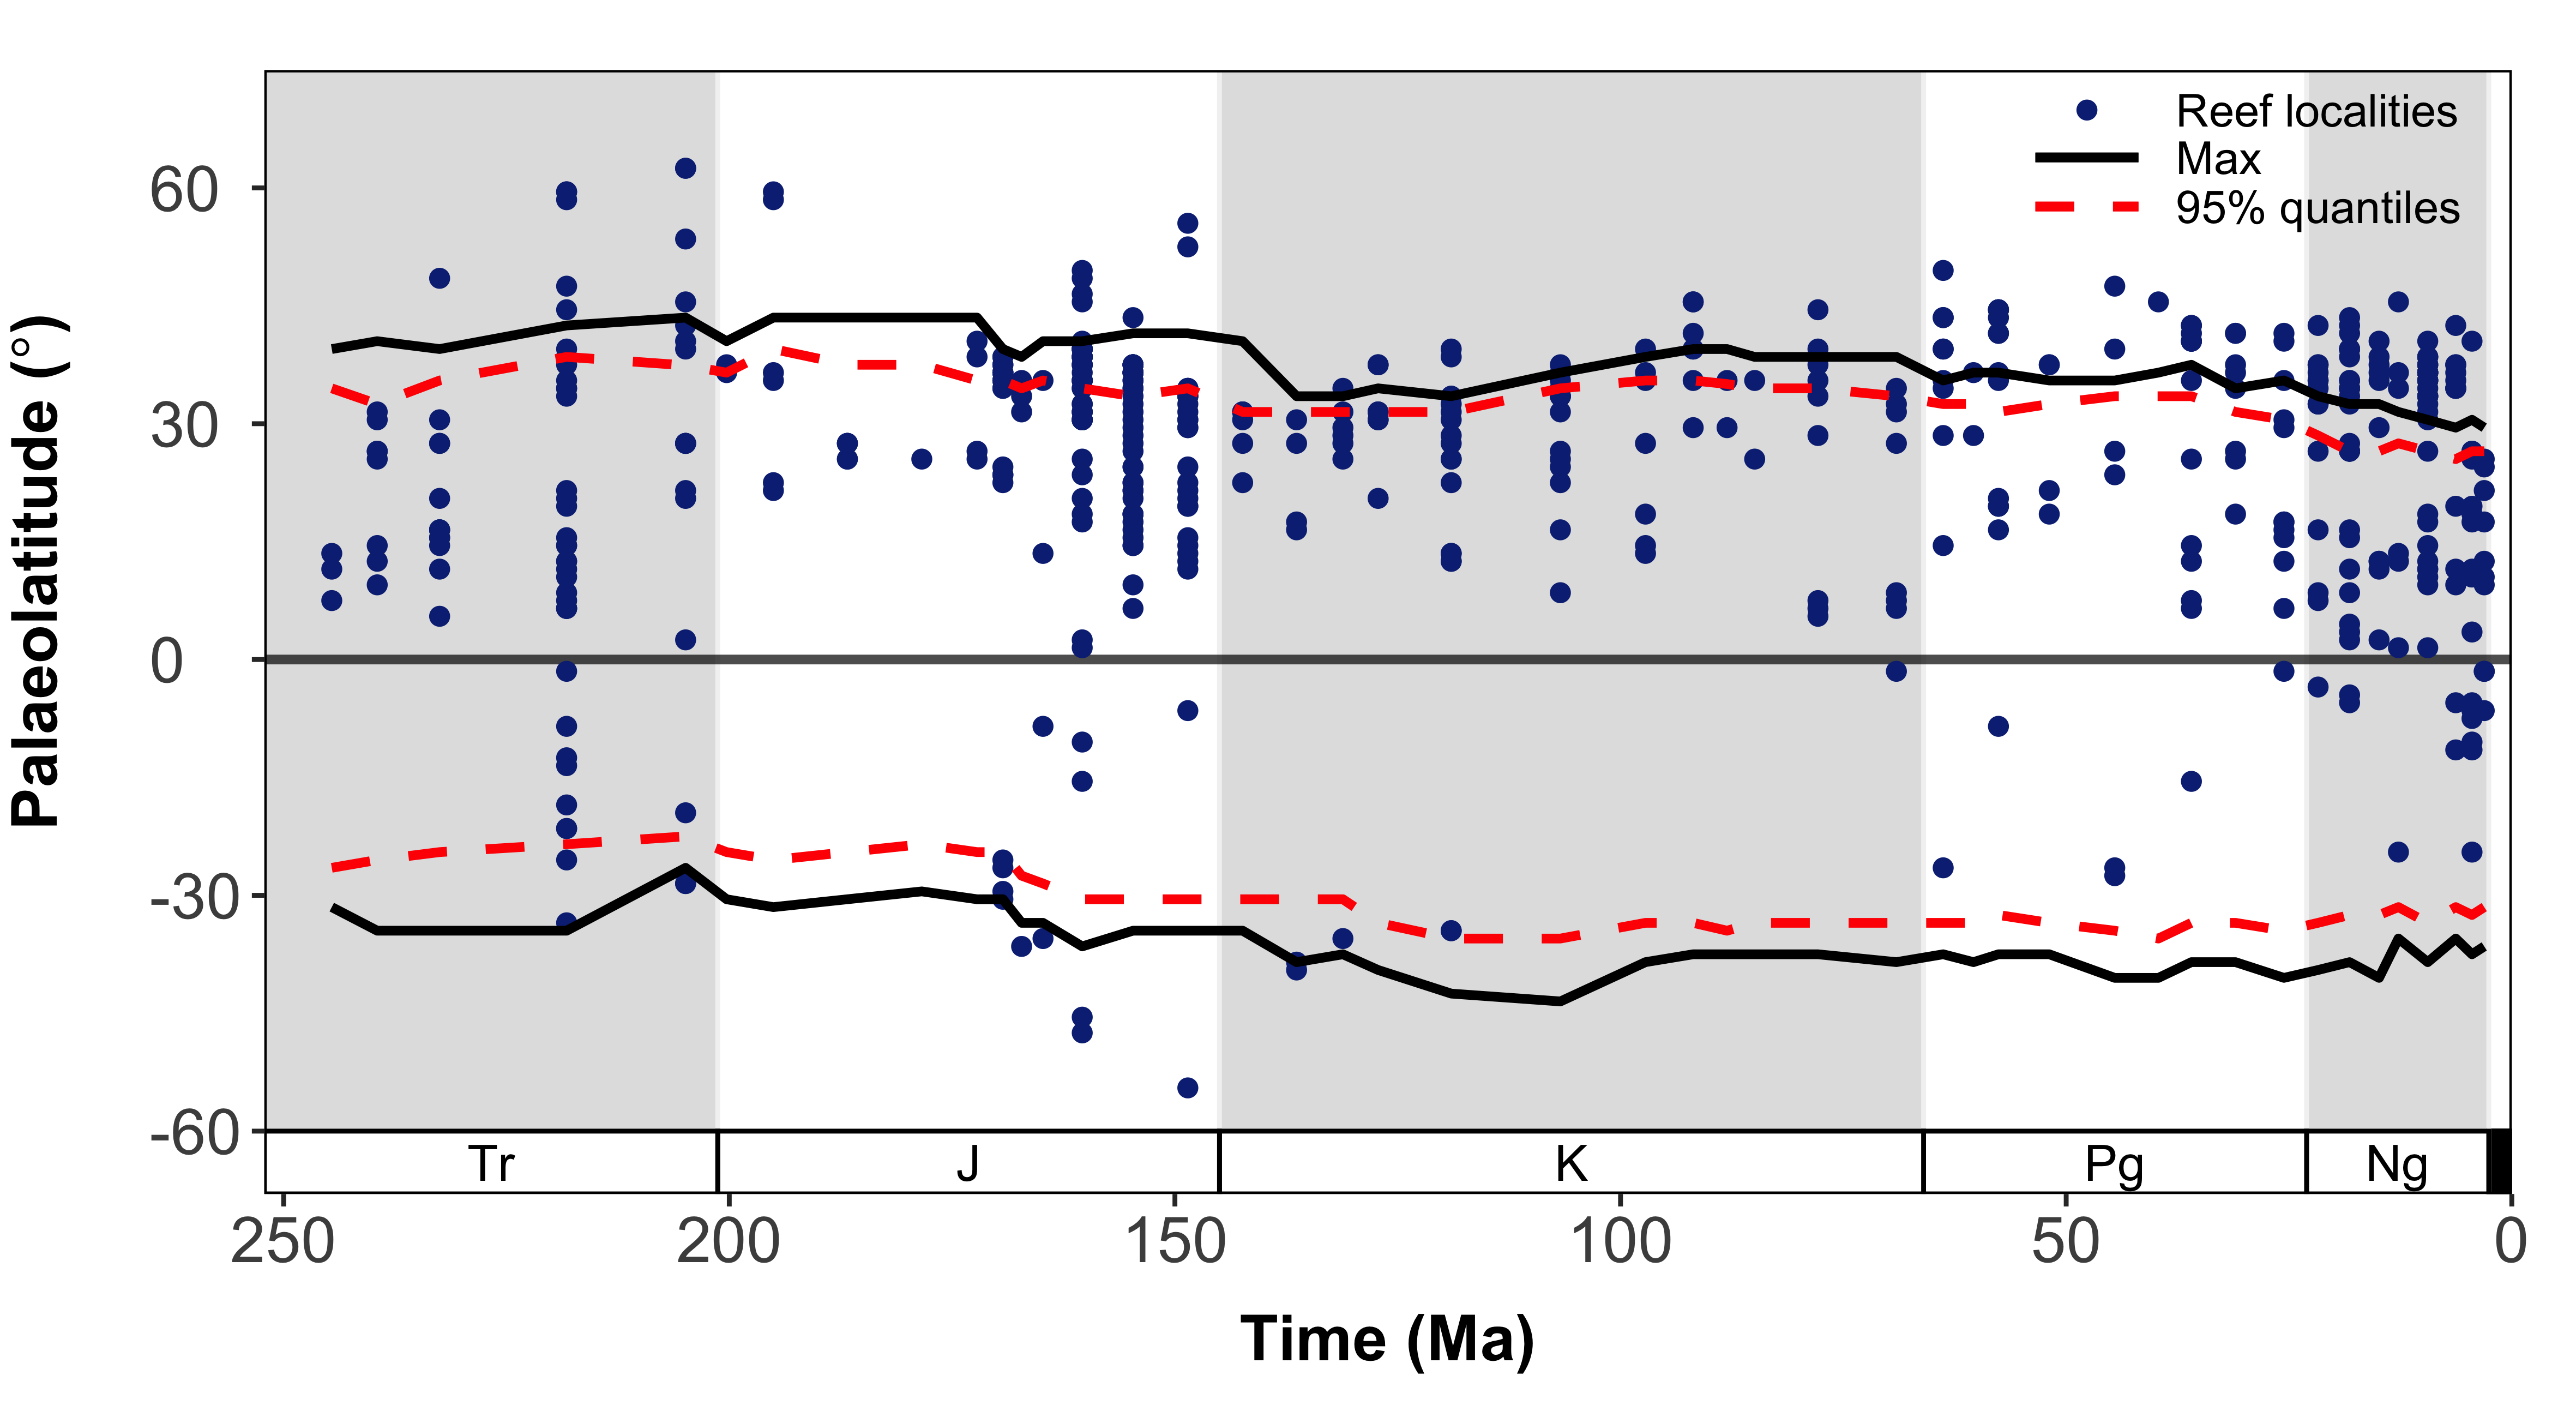 Reef localities
Max
95% quantiles
Palaeolatitude (°)
60
30
0
-30
-60
Tr J K Pg Ng
250 200 150 100 50 0
Time (Ma)